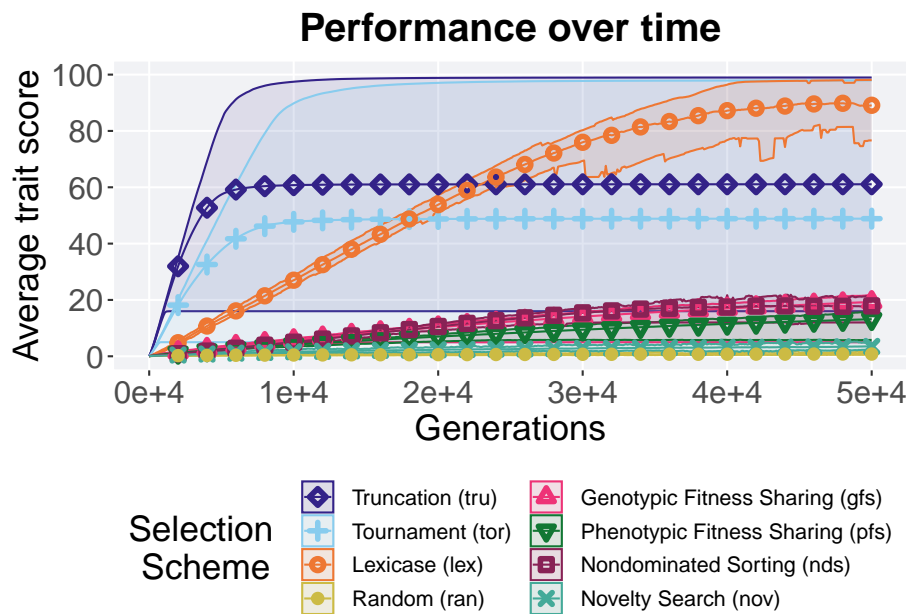 Performance over time
Average trait score
100
80
60
40
20
0
0e+4 1e+4 2e+4 3e+4 4e+4 5e+4
Generations
Selection
Scheme
Truncation (tru)
Tournament (tor)
Lexicase (lex)
Random (ran)
Genotypic Fitness Sharing (gfs)
Phenotypic Fitness Sharing (pfs)
Nondominated Sorting (nds)
Novelty Search (nov)